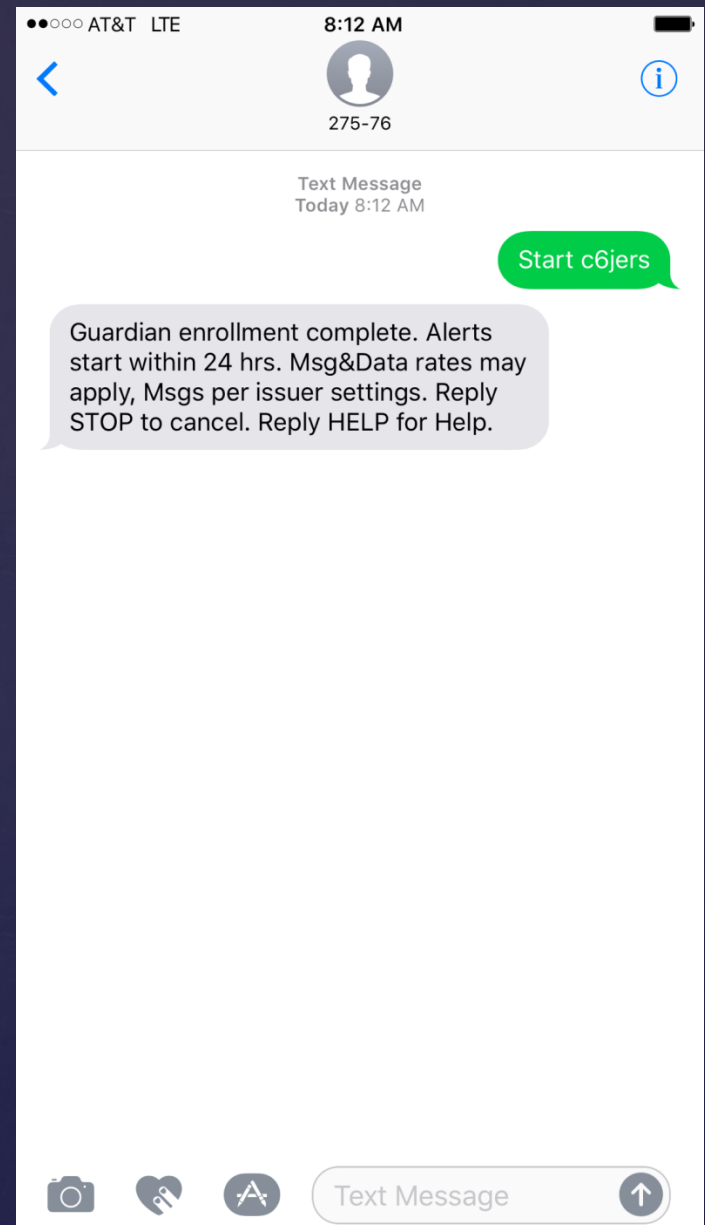 AT&T LTE 8:12 AM
275-76
Text Message
Today 8:12 AM
Start c6jers
Guardian enrollment complete. Alerts
start within 24 hrs. Msg&Data rates may
apply, Msgs per issuer settings. Reply
STOP to cancel. Reply HELP for Help.
Text Message